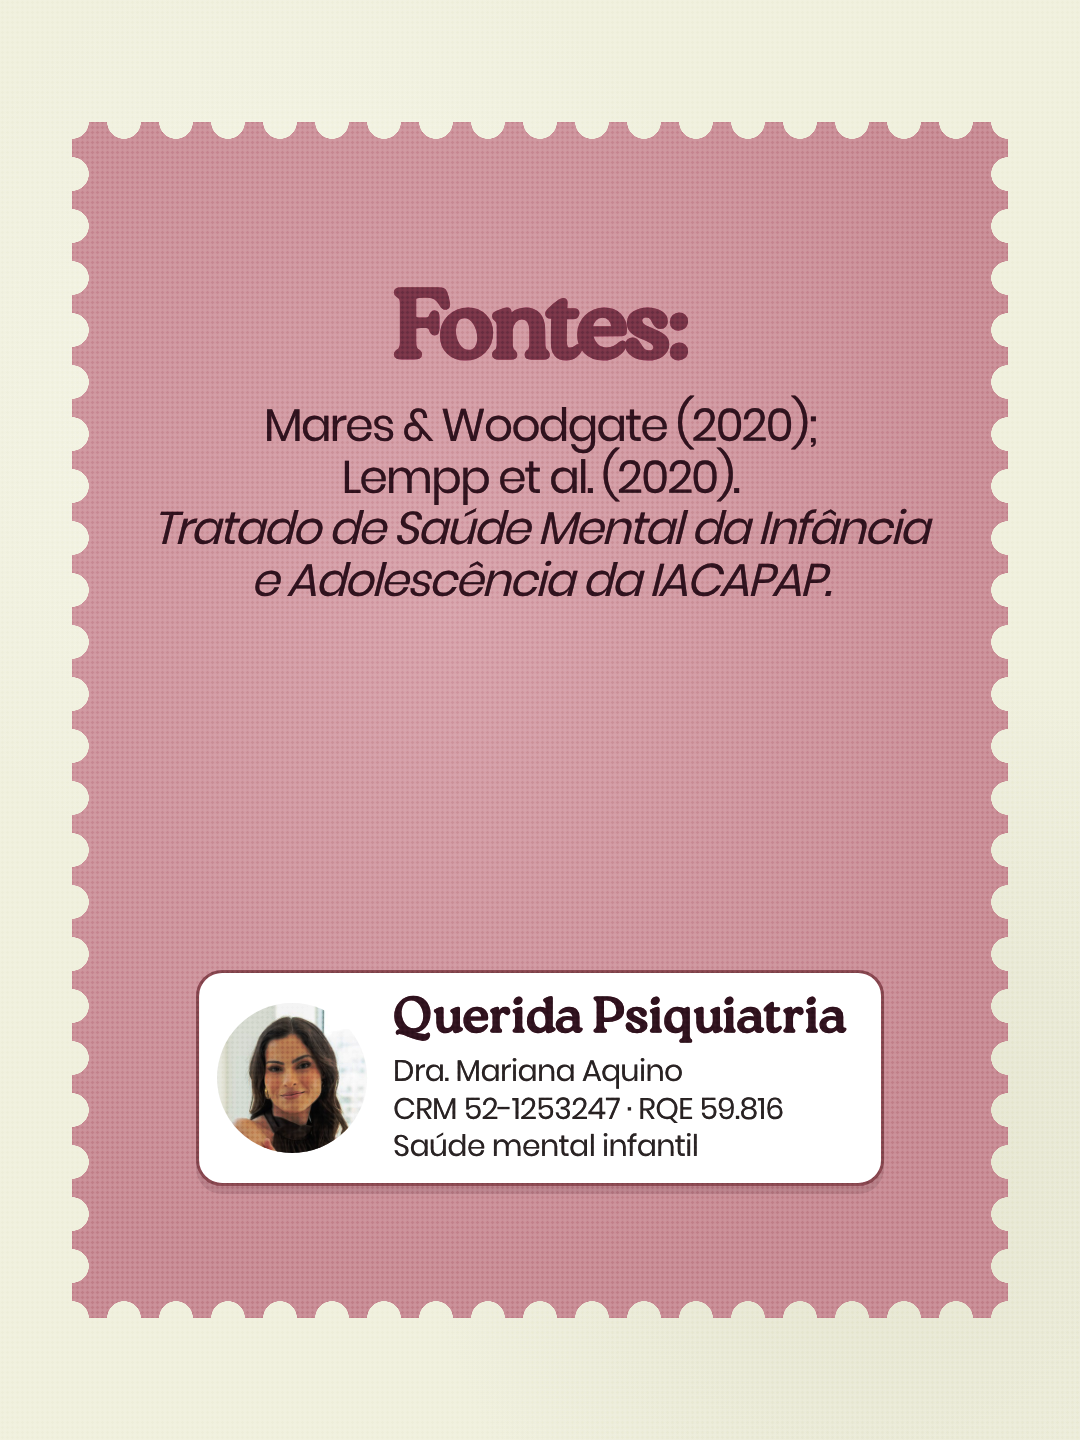 Fontes:
Mares & Woodgate (2020);
Lempp et al. (2020).
Tratado de Saúde Mental da Infância
e Adolescência da IACAPAP.
Querida Psiquiatria
Dra. Mariana Aquino
CRM 52-1253247 · RQE 59.816
Saúde mental infantil